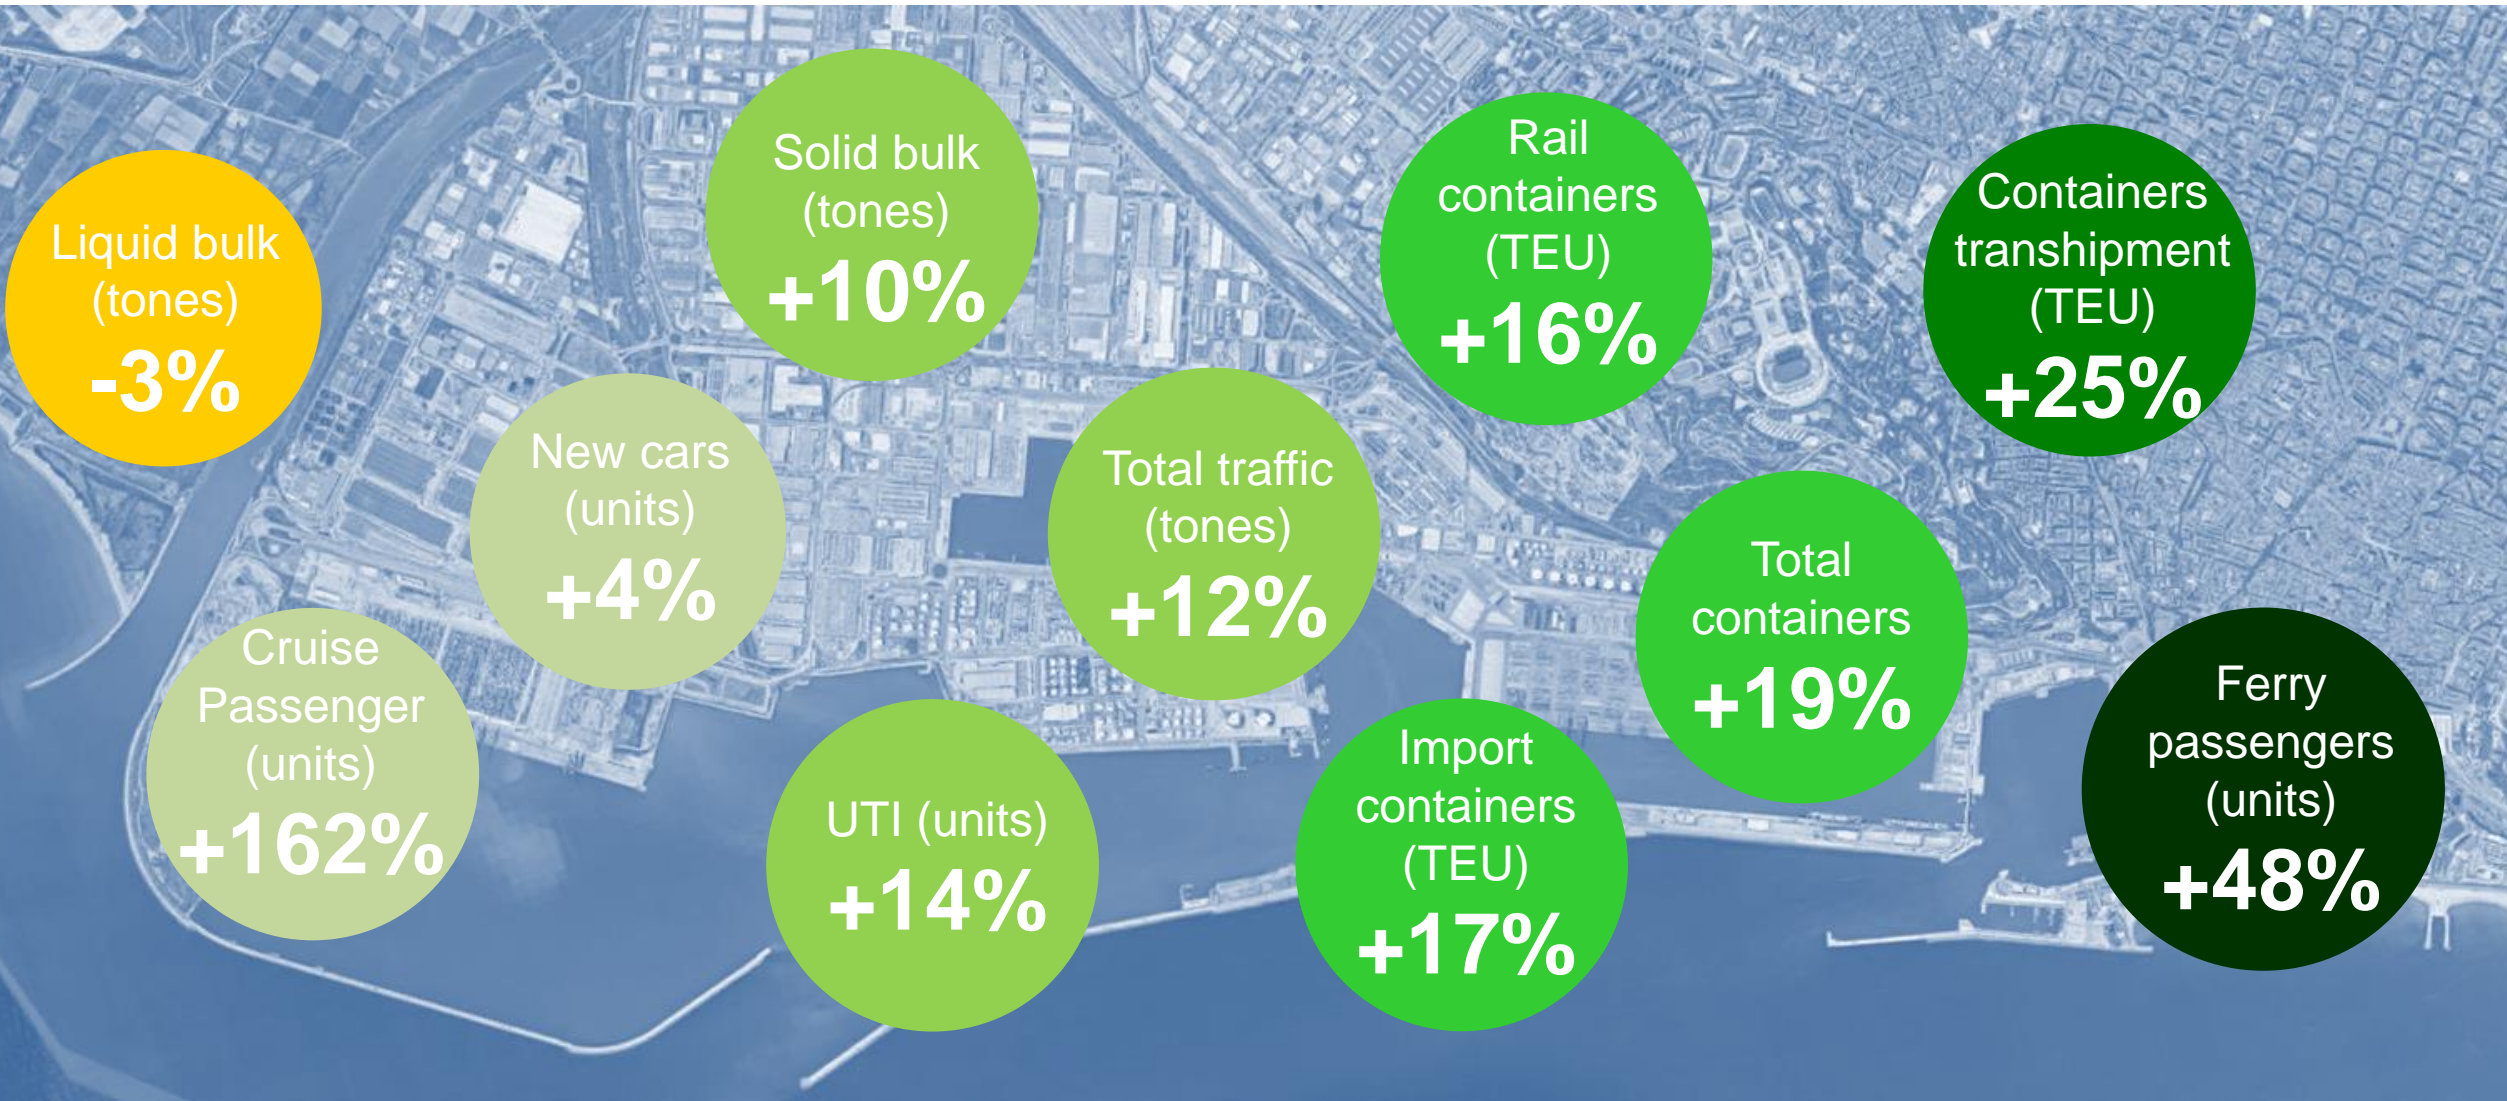 Liquid bulk
(tones)
-3%
Solid bulk
(tones)
+10%
Rail
containers
(TEU)
+16%
Containers
transhipment
(TEU)
+25%
New cars
(units)
+4%
Total traffic
(tones)
+12%
Total
containers
+19%
Cruise
Passenger
(units)
+162%
UTI (units)
+14%
Import
containers
(TEU)
+17%
Ferry
passengers
(units)
+48%